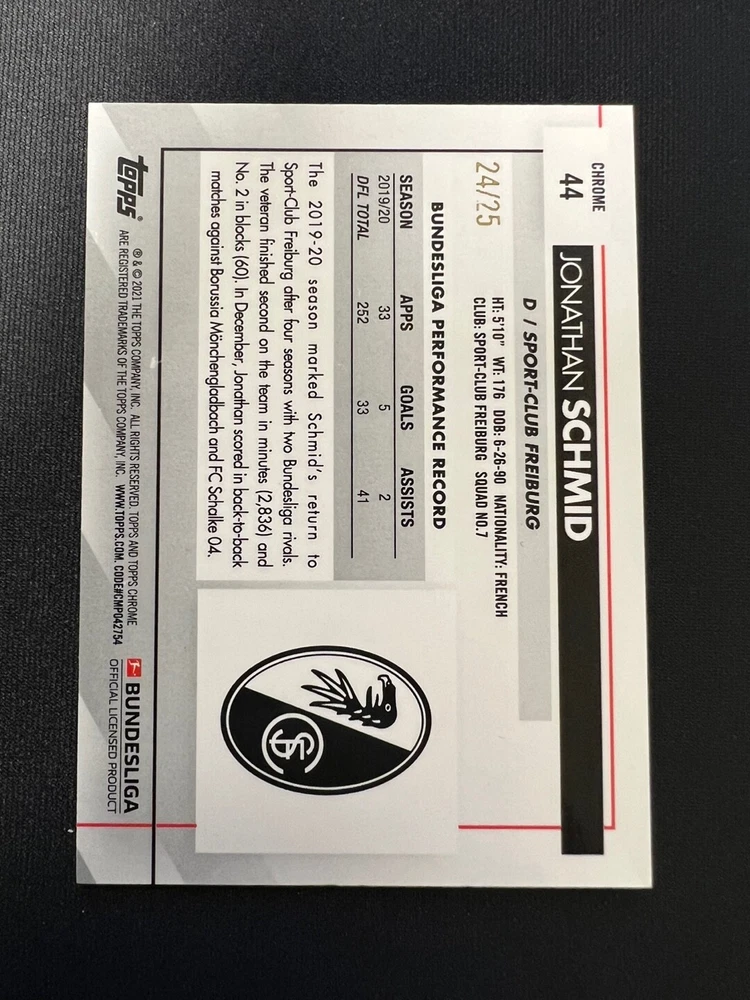 CHROME
44
JONATHAN SCHMID
D / SPORT-CLUB FREIBURG
HT: 5'10" WT: 176 DOB: 6-26-90 NATIONALITY: FRENCH
CLUB: SPORT-CLUB FREIBURG SQUAD NO.7
24/25
BUNDESLIGA PERFORMANCE RECORD
SEASON APPS GOALS ASSISTS
2019/20 33 5 2
DFL TOTAL 252 33 41
The 2019-20 season marked Schmid's return to
Sport-Club Freiburg after four seasons with two Bundesliga rivals.
The veteran finished second on the team in minutes (2,836) and
No. 2 in blocks (60). In December, Jonathan scored in back-to-back
matches against Borussia Mönchengladbach and FC Schalke 04.
SC
topps®
® & © 2021 THE TOPPS COMPANY, INC. ALL RIGHTS RESERVED. TOPPS AND TOPPS CHROME
ARE REGISTERED TRADEMARKS OF THE TOPPS COMPANY, INC. WWW.TOPPS.COM. CODE#CMP042754
BUNDESLIGA
OFFICIAL LICENSED PRODUCT